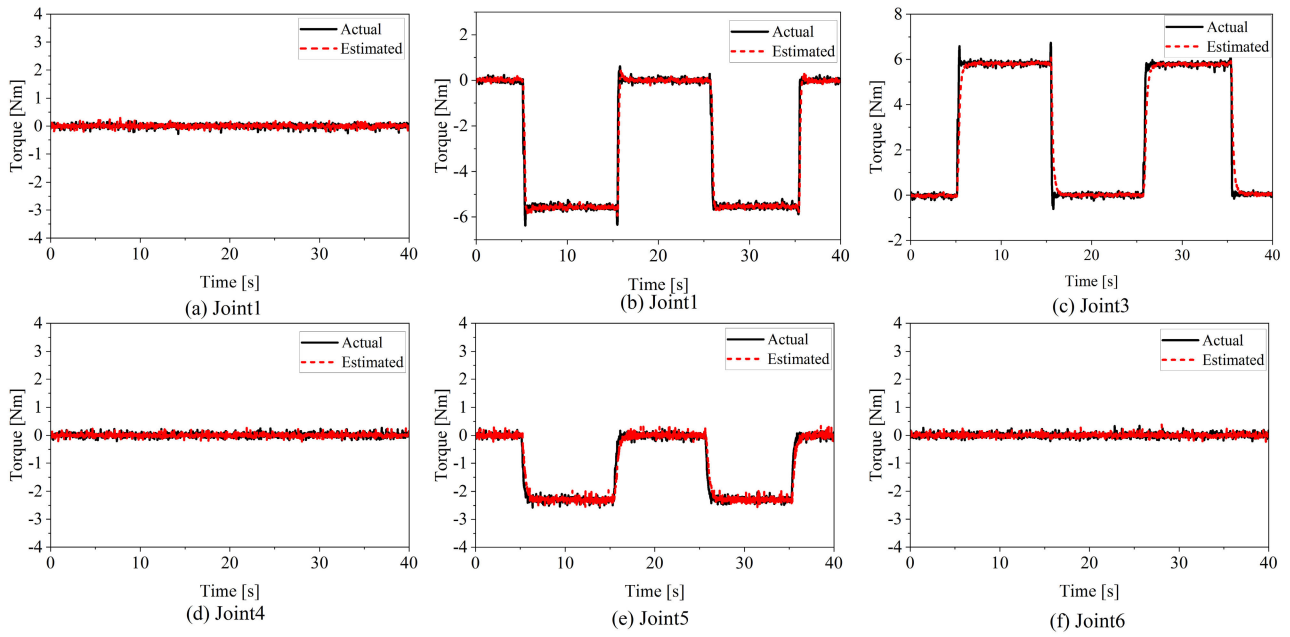 4
3
2
1
0
-1
-2
-3
-4
Torque [Nm]
Actual
Estimated
0 10 20 30 40
Time [s]
(a) Joint1
2
0
-2
-4
-6
Torque [Nm]
Actual
Estimated
0 10 20 30 40
Time [s]
(b) Joint1
8
6
4
2
0
-2
Torque [Nm]
Actual
Estimated
0 10 20 30 40
Time [s]
(c) Joint3
4
3
2
1
0
-1
-2
-3
-4
Torque [Nm]
Actual
Estimated
0 10 20 30 40
Time [s]
(d) Joint4
4
3
2
1
0
-1
-2
-3
-4
Torque [Nm]
Actual
Estimated
0 10 20 30 40
Time [s]
(e) Joint5
4
3
2
1
0
-1
-2
-3
-4
Torque [Nm]
Actual
Estimated
0 10 20 30 40
Time [s]
(f) Joint6